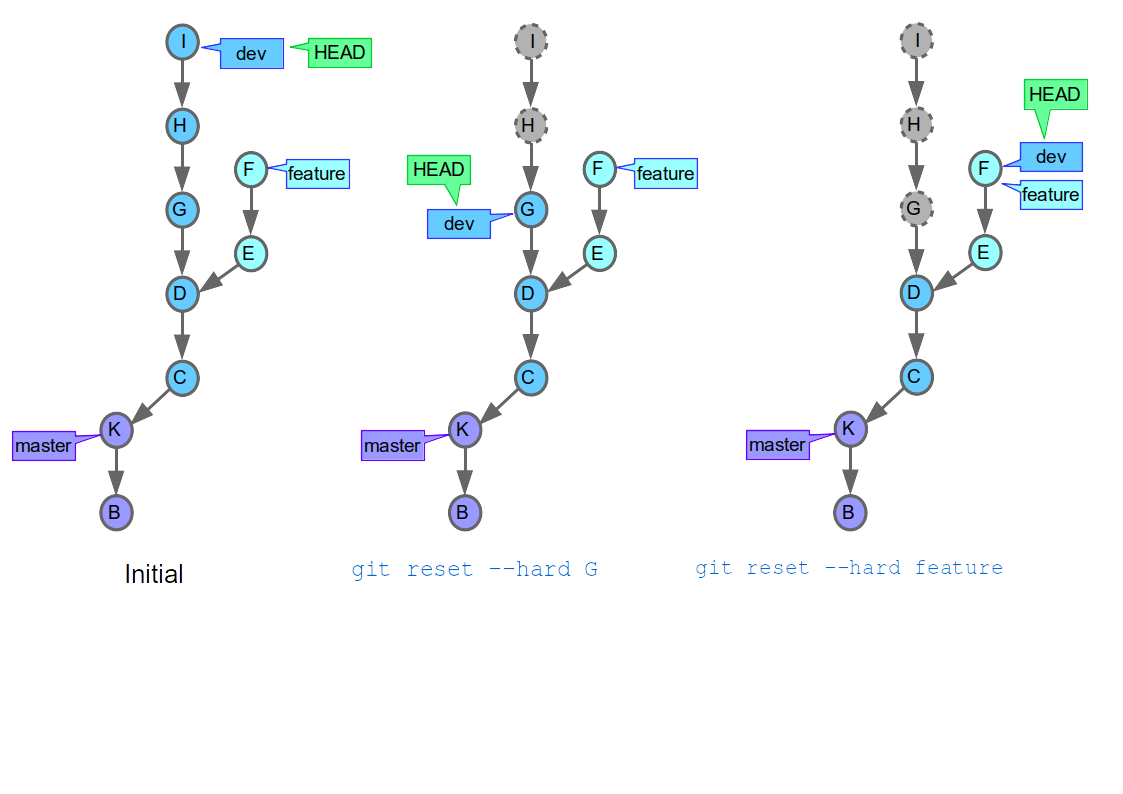 I
dev
HEAD
H
F
feature
G
E
D
C
K
master
B
Initial
I
H
HEAD
F
feature
G
dev
E
D
C
K
master
B
git reset --hard G
I
HEAD
H
dev
F
feature
G
E
D
C
K
master
B
git reset --hard feature